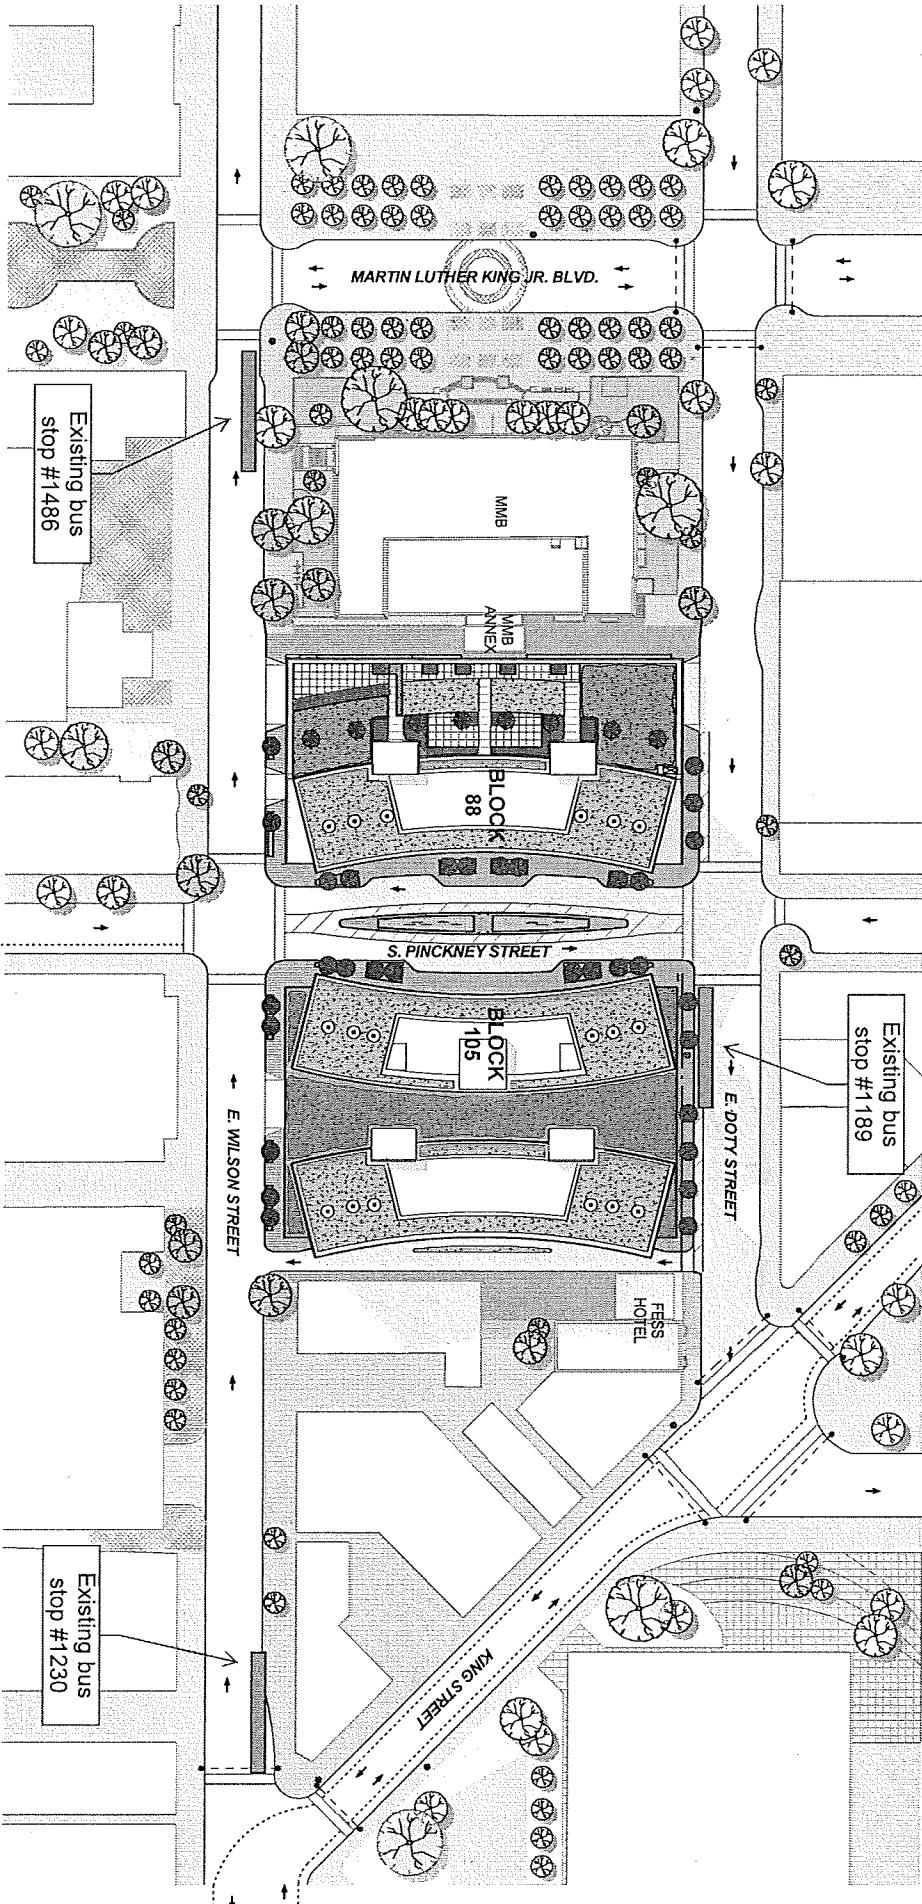 MARTIN LUTHER KING JR. BLVD.
Existing bus
stop #1486
MMB
MMB
ANNEX
BLOCK
88
S. PINCKNEY STREET
BLOCK
105
Existing bus
stop #1189
E. WILSON STREET
E. DOTY STREET
FESS
HOTEL
Existing bus
stop #1230
KING STREET